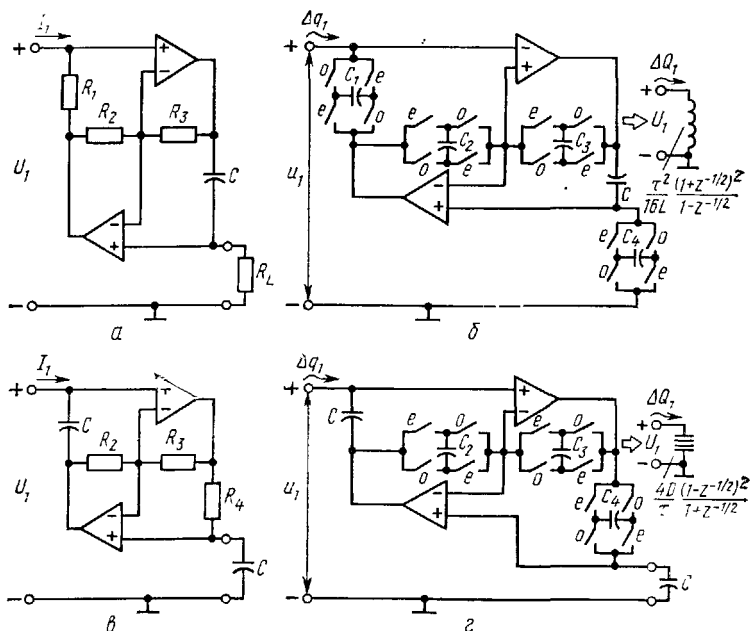 I₁
+
R₁
R₂
R₃
+
−
C
U₁
−
+
R_L
−
а
Δq₁
+
o
C₁
e
e
o
−
+
e
o
C₂
o
e
e
o
C₃
o
e
ΔQ₁
+
U₁
−
u₁
−
+
C
τ²/16L (1+z^{-1/2})²/(1−z^{-1/2})
e
C₄
o
o
e
−
б
I₁
+
C
R₂
R₃
−
U₁
R₄
−
+
C
−
в
Δq₁
+
C
+
−
e
o
C₂
o
e
e
o
C₃
o
e
ΔQ₁
+
U₁
−
u₁
−
+
e
C₄
o
o
e
4D/τ (1−z^{-1/2})²/(1+z^{-1/2})
C
−
г